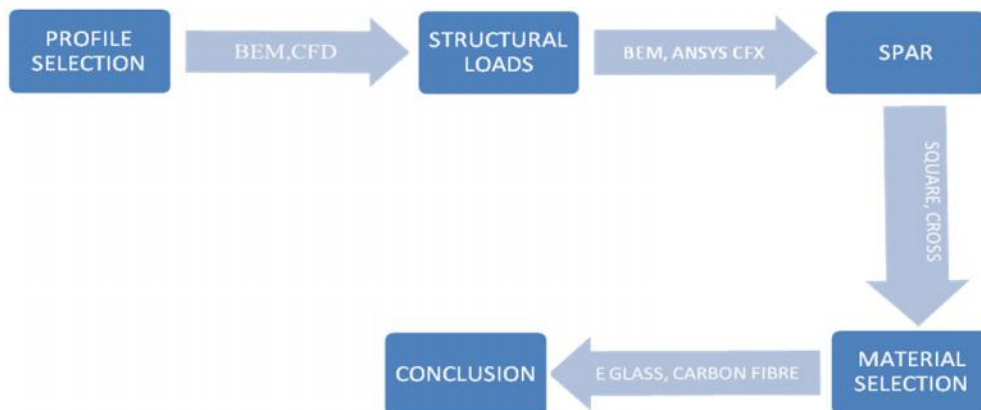 PROFILE
SELECTION
BEM,CFD
STRUCTURAL
LOADS
BEM, ANSYS CFX
SPAR
SQUARE, CROSS
MATERIAL
SELECTION
E GLASS, CARBON FIBRE
CONCLUSION